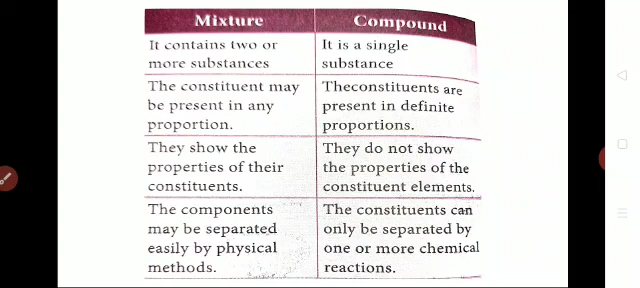 Mixture
Compound
It contains two or
more substances
It is a single
substance
The constituent may
be present in any
proportion.
Theconstituents are
present in definite
proportions.
They show the
properties of their
constituents.
They do not show
the properties of the
constituent elements.
The components
may be separated
easily by physical
methods.
The constituents can
only be separated by
one or more chemical
reactions.